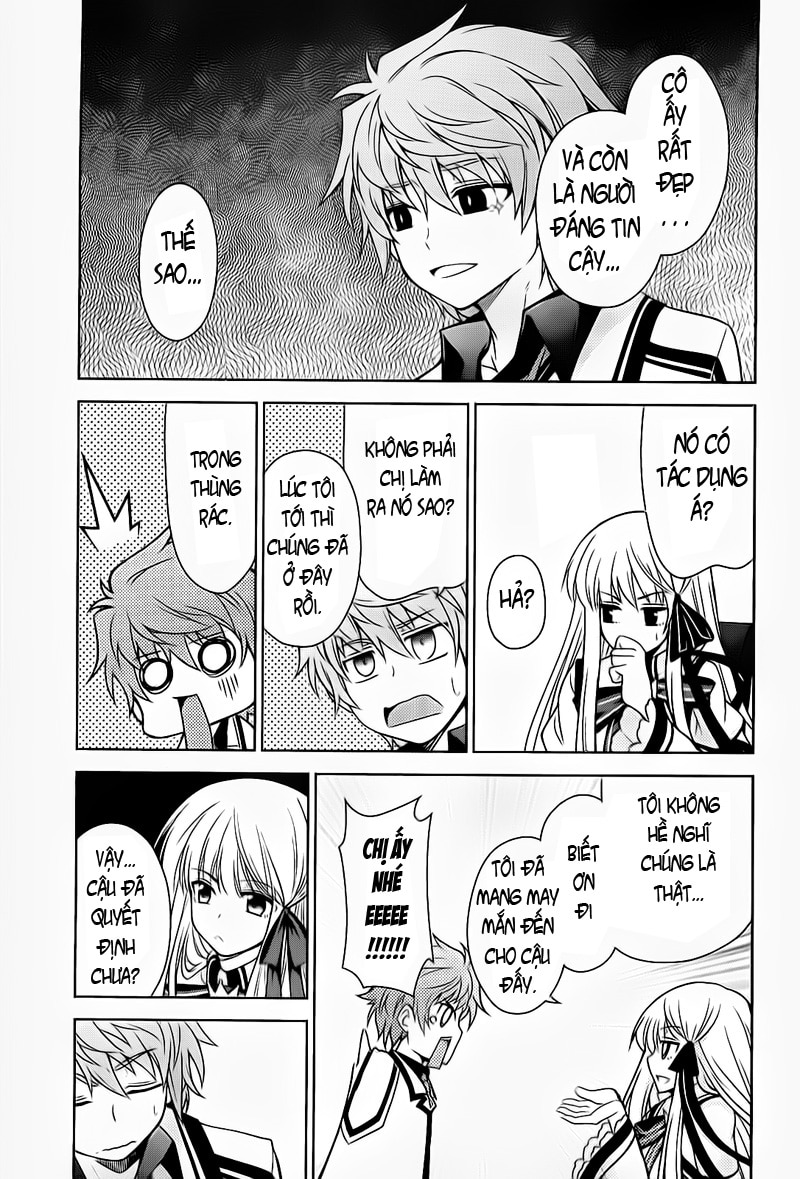 CÔ
ẤY
RẤT
ĐẸP
...
VÀ CÒN
LÀ NGƯỜI
ĐÁNG TIN
CẬY...
THẾ
SAO...
NÓ CÓ
TÁC DỤNG
Á?
HẢ?
KHÔNG PHẢI
CHỊ LÀM
RA NÓ SAO?
LÚC TÔI
TỚI THÌ
CHÚNG ĐÃ
Ở ĐÂY
RỒI.
TRONG
THÙNG
RÁC.
TÔI KHÔNG
HỀ NGHĨ
CHÚNG LÀ
THẬT...
BIẾT
ƠN
ĐI
TÔI ĐÃ
MANG MAY
MẮN ĐẾN
CHO CẬU
ĐẤY.
CHỊ ẤY
NHÉ
EEEEE
!!!!!!
VẬY...
CẬU ĐÃ
QUYẾT
ĐỊNH
CHƯA?